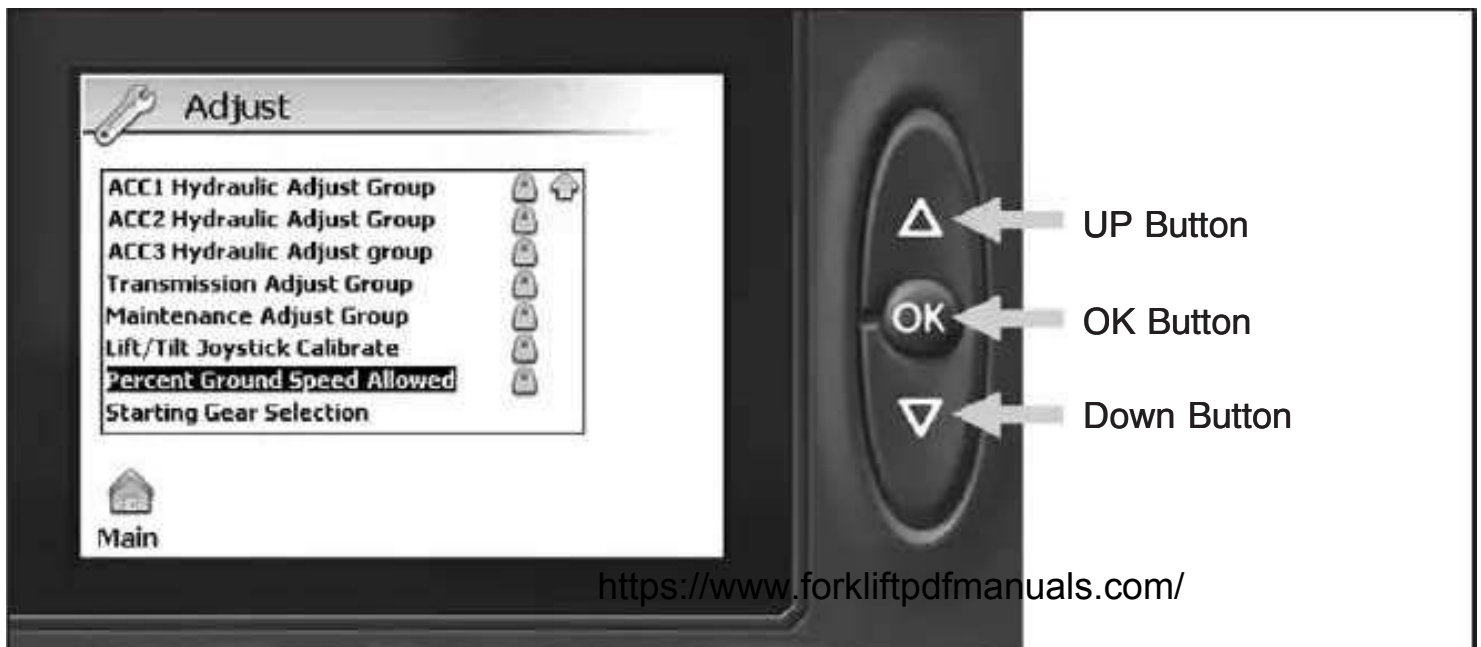 Adjust
ACC1 Hydraulic Adjust Group
ACC2 Hydraulic Adjust Group
ACC3 Hydraulic Adjust group
Transmission Adjust Group
Maintenance Adjust Group
Lift/Tilt Joystick Calibrate
Percent Ground Speed Allowed
Starting Gear Selection
Main
UP Button
OK
OK Button
Down Button
https://www.forkliftpdfmanuals.com/